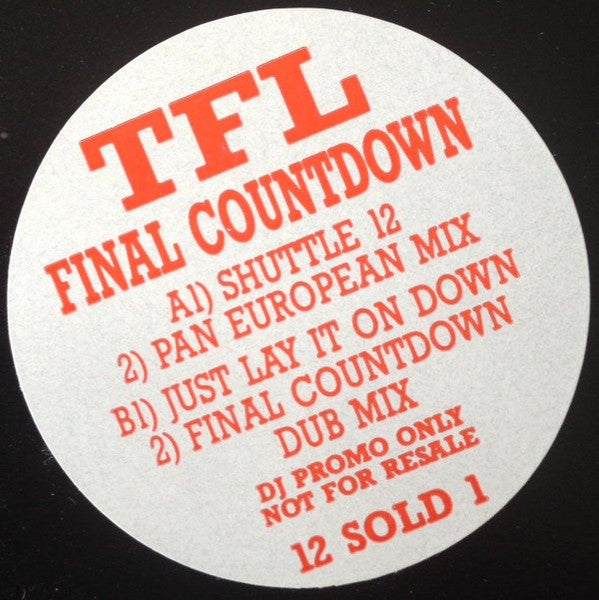 TFL
FINAL COUNTDOWN
A1) SHUTTLE 12
2) PAN EUROPEAN MIX
B1) JUST LAY IT ON DOWN
2) FINAL COUNTDOWN
DUB MIX
DJ PROMO ONLY
NOT FOR RESALE
12 SOLD 1